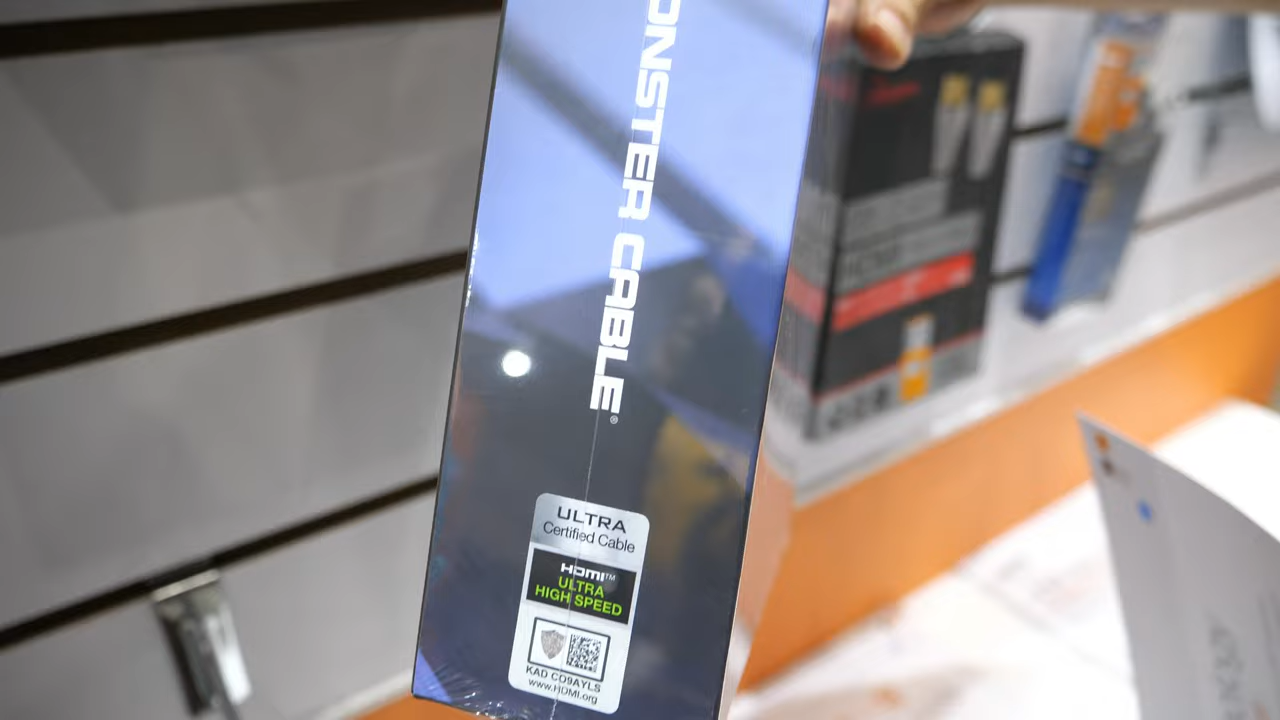 ONSTER CABLE®
ULTRA
Certified Cable
HDMI™
ULTRA
HIGH SPEED
KAD CO9AYLS
www.HDMI.org